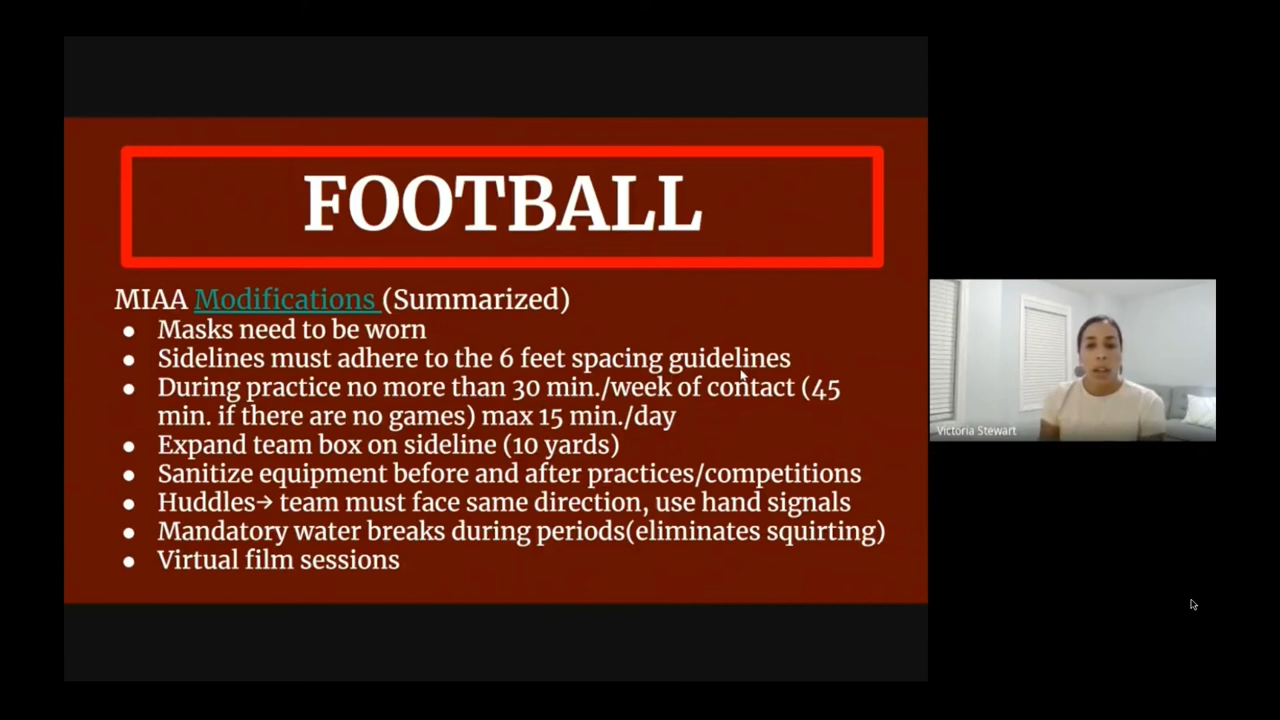 FOOTBALL
MIAA Modifications (Summarized)
● Masks need to be worn
● Sidelines must adhere to the 6 feet spacing guidelines
● During practice no more than 30 min./week of contact (45
min. if there are no games) max 15 min./day
● Expand team box on sideline (10 yards)
● Sanitize equipment before and after practices/competitions
● Huddles→ team must face same direction, use hand signals
● Mandatory water breaks during periods(eliminates squirting)
● Virtual film sessions
Victoria Stewart